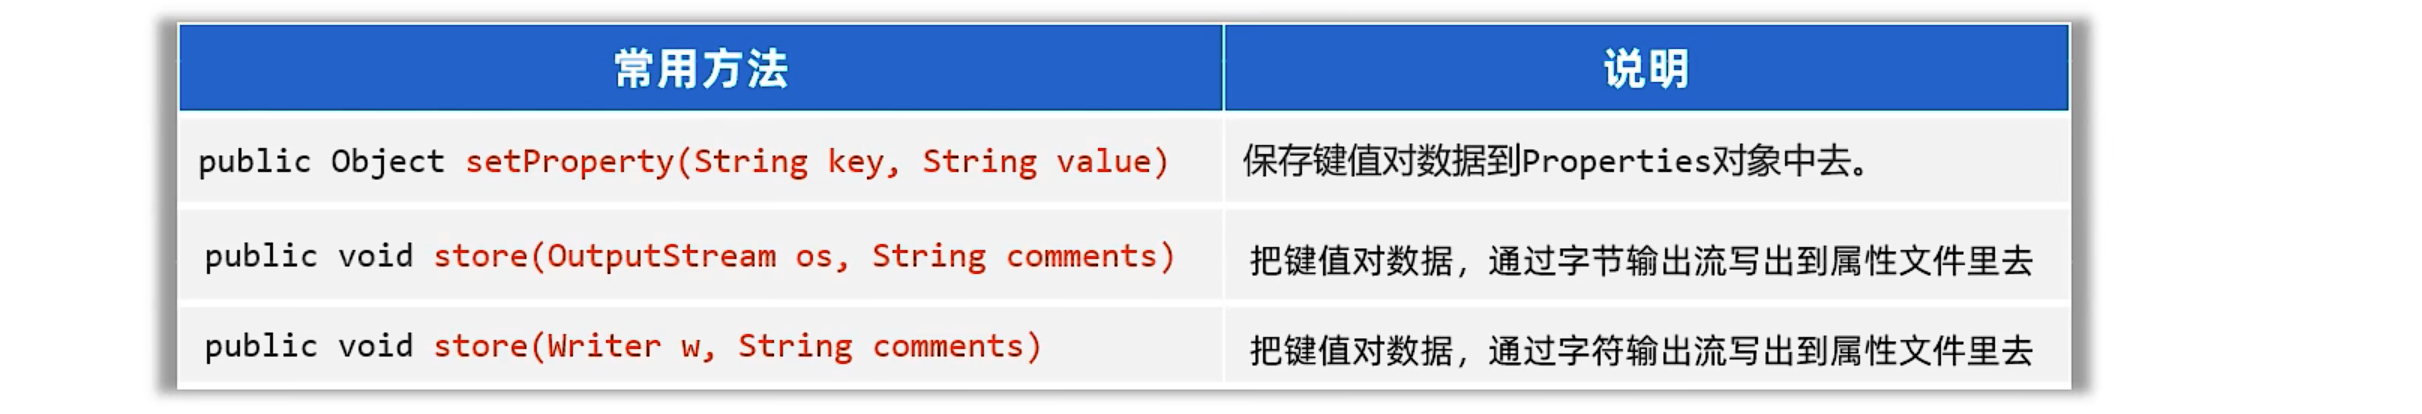 常用方法
说明
public Object setProperty(String key, String value)
保存键值对数据到Properties对象中去。
public void store(OutputStream os, String comments)
把键值对数据，通过字节输出流写出到属性文件里去
public void store(Writer w, String comments)
把键值对数据，通过字符输出流写出到属性文件里去